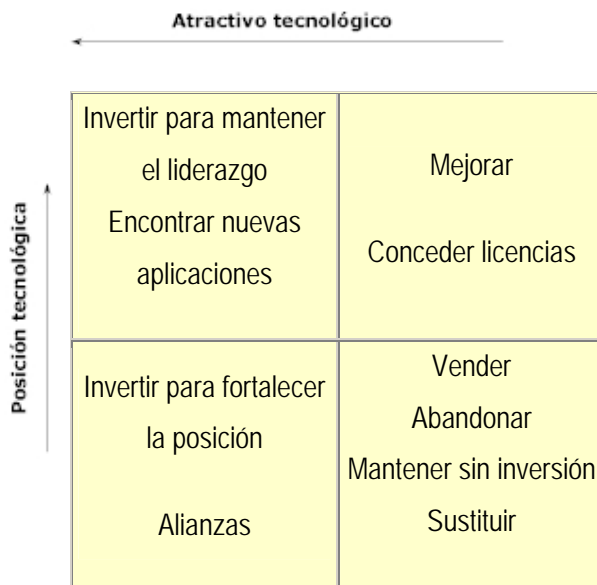 Atractivo tecnológico
Posición tecnológica
Invertir para mantener
el liderazgo
Encontrar nuevas
aplicaciones
Mejorar
Conceder licencias
Invertir para fortalecer
la posición
Alianzas
Vender
Abandonar
Mantener sin inversión
Sustituir